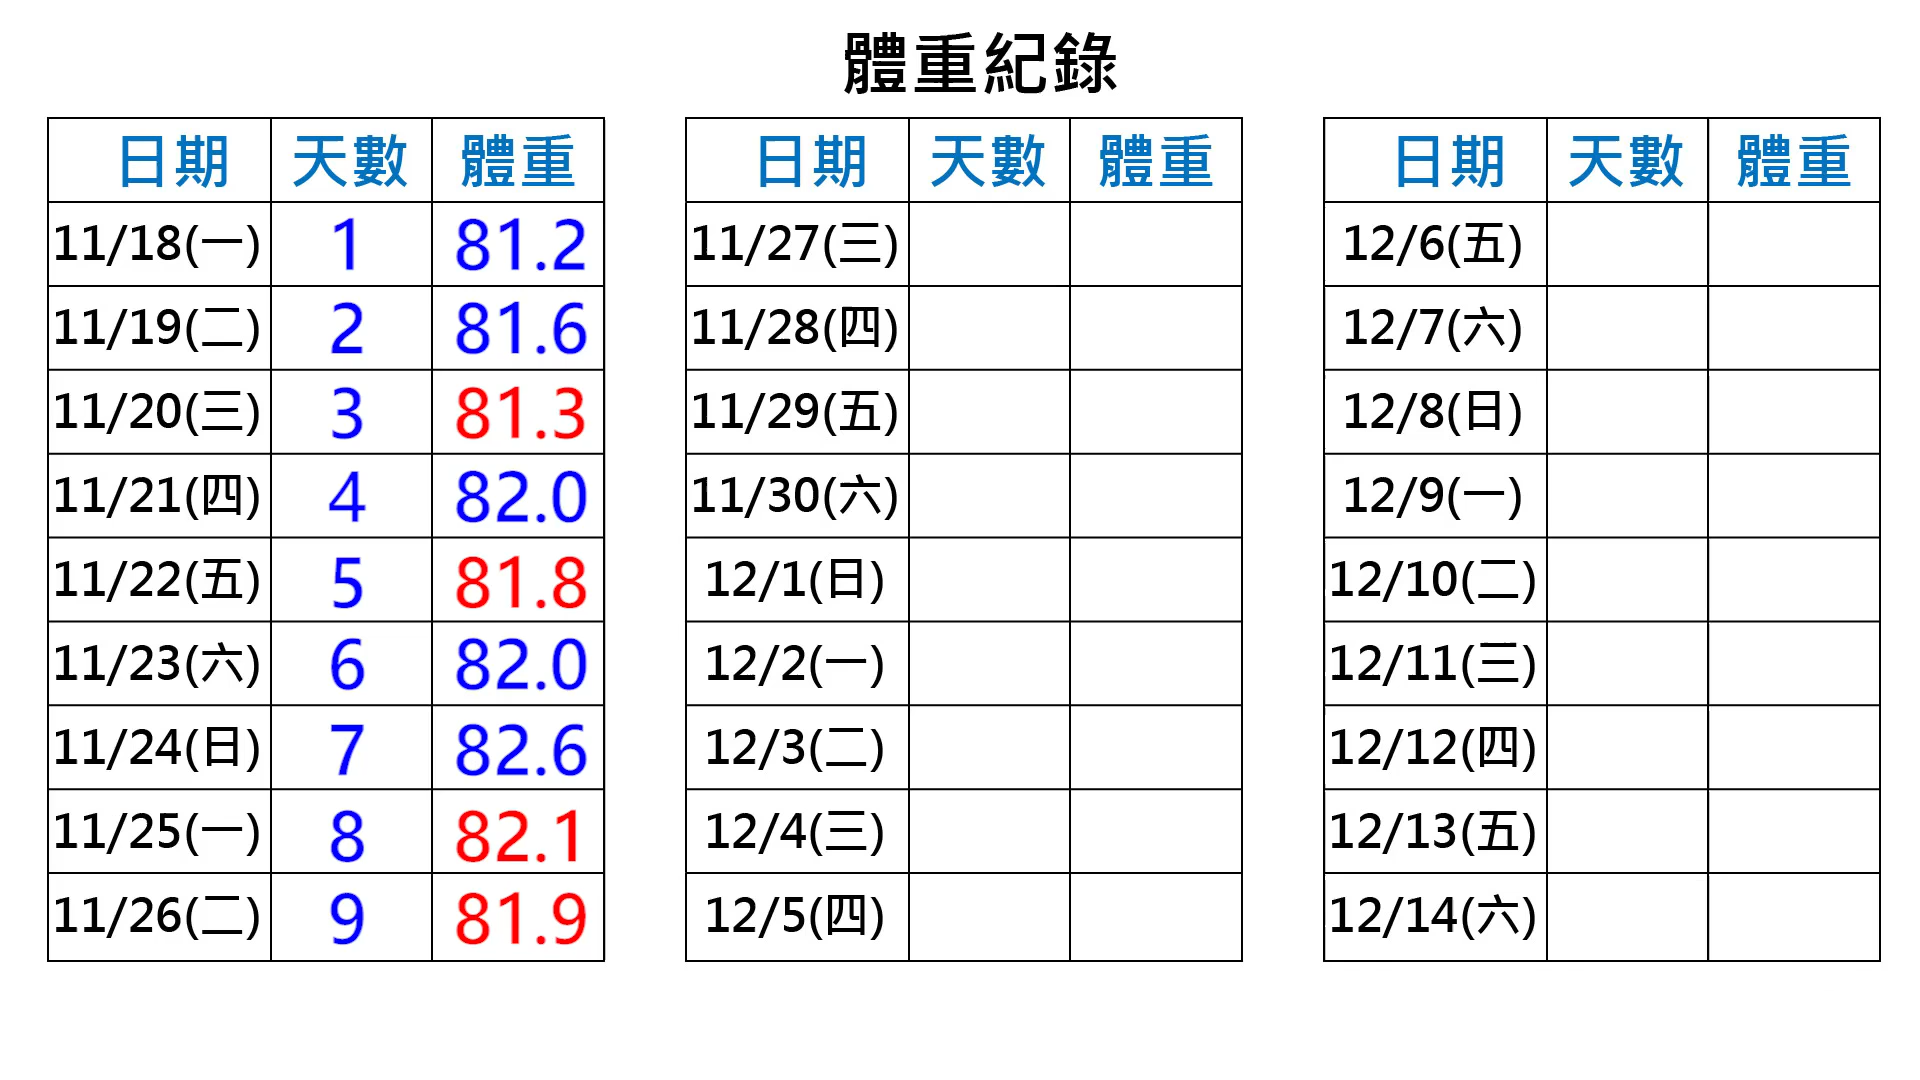 體重紀錄
日期 天數 體重
11/18(一) 1 81.2
11/19(二) 2 81.6
11/20(三) 3 81.3
11/21(四) 4 82.0
11/22(五) 5 81.8
11/23(六) 6 82.0
11/24(日) 7 82.6
11/25(一) 8 82.1
11/26(二) 9 81.9
日期 天數 體重
11/27(三)
11/28(四)
11/29(五)
11/30(六)
12/1(日)
12/2(一)
12/3(二)
12/4(三)
12/5(四)
日期 天數 體重
12/6(五)
12/7(六)
12/8(日)
12/9(一)
12/10(二)
12/11(三)
12/12(四)
12/13(五)
12/14(六)